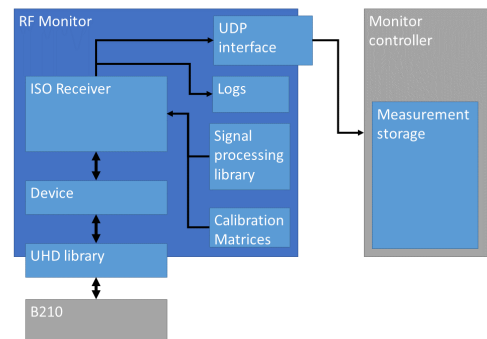 RF Monitor
UDP
interface
Monitor
controller
ISO Receiver
Logs
Measurement
storage
Signal
processing
library
Device
Calibration
Matrices
UHD library
B210